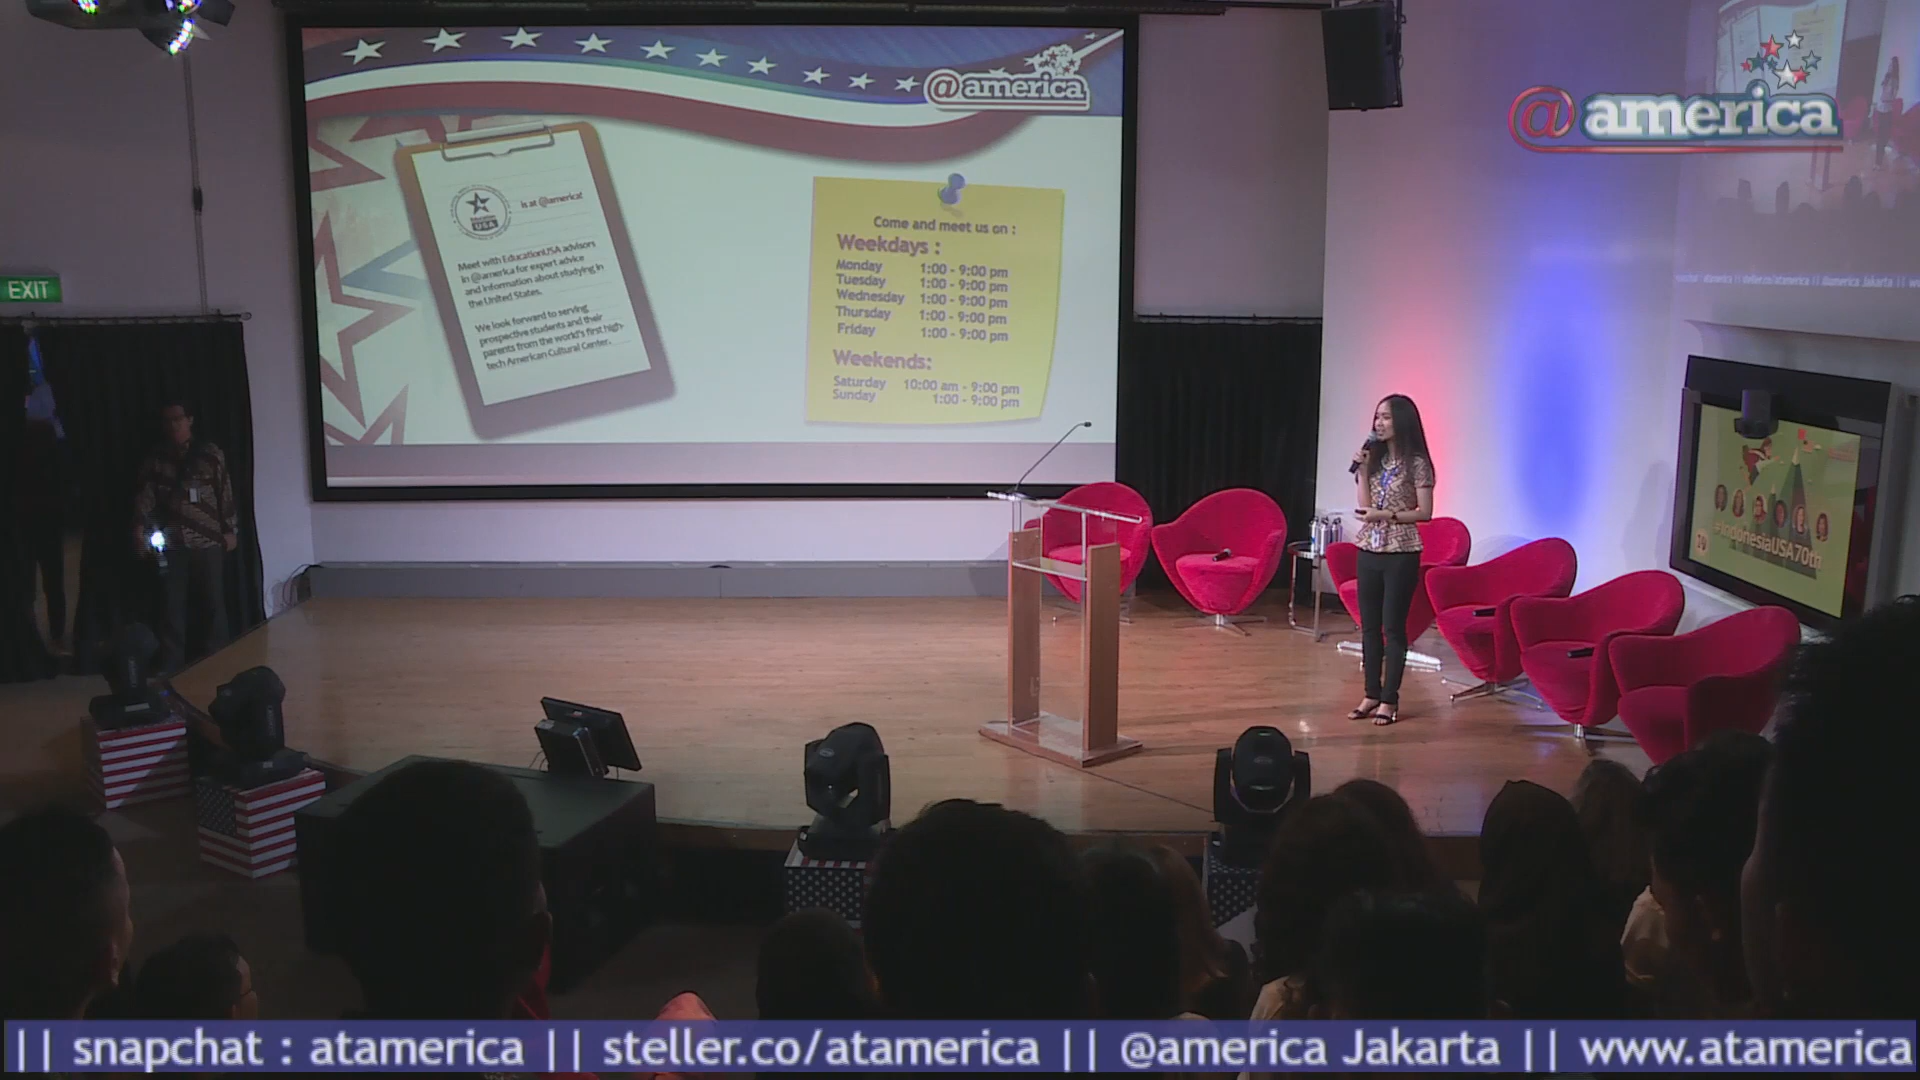 @america
Education
USA
is at @america!
Meet with EducationUSA advisors
in @america for expert advice
and information about studying in
the United States.
We look forward to serving
prospective students and their
parents from the world's first high-
tech American Cultural Center.
Come and meet us on :
Weekdays :
Monday 1:00 - 9:00 pm
Tuesday 1:00 - 9:00 pm
Wednesday 1:00 - 9:00 pm
Thursday 1:00 - 9:00 pm
Friday 1:00 - 9:00 pm
Weekends:
Saturday 10:00 am - 9:00 pm
Sunday 1:00 - 9:00 pm
@america
EXIT
#IndonesiaUSA70th
|| snapchat : atamerica || steller.co/atamerica || @america Jakarta || www.atamerica